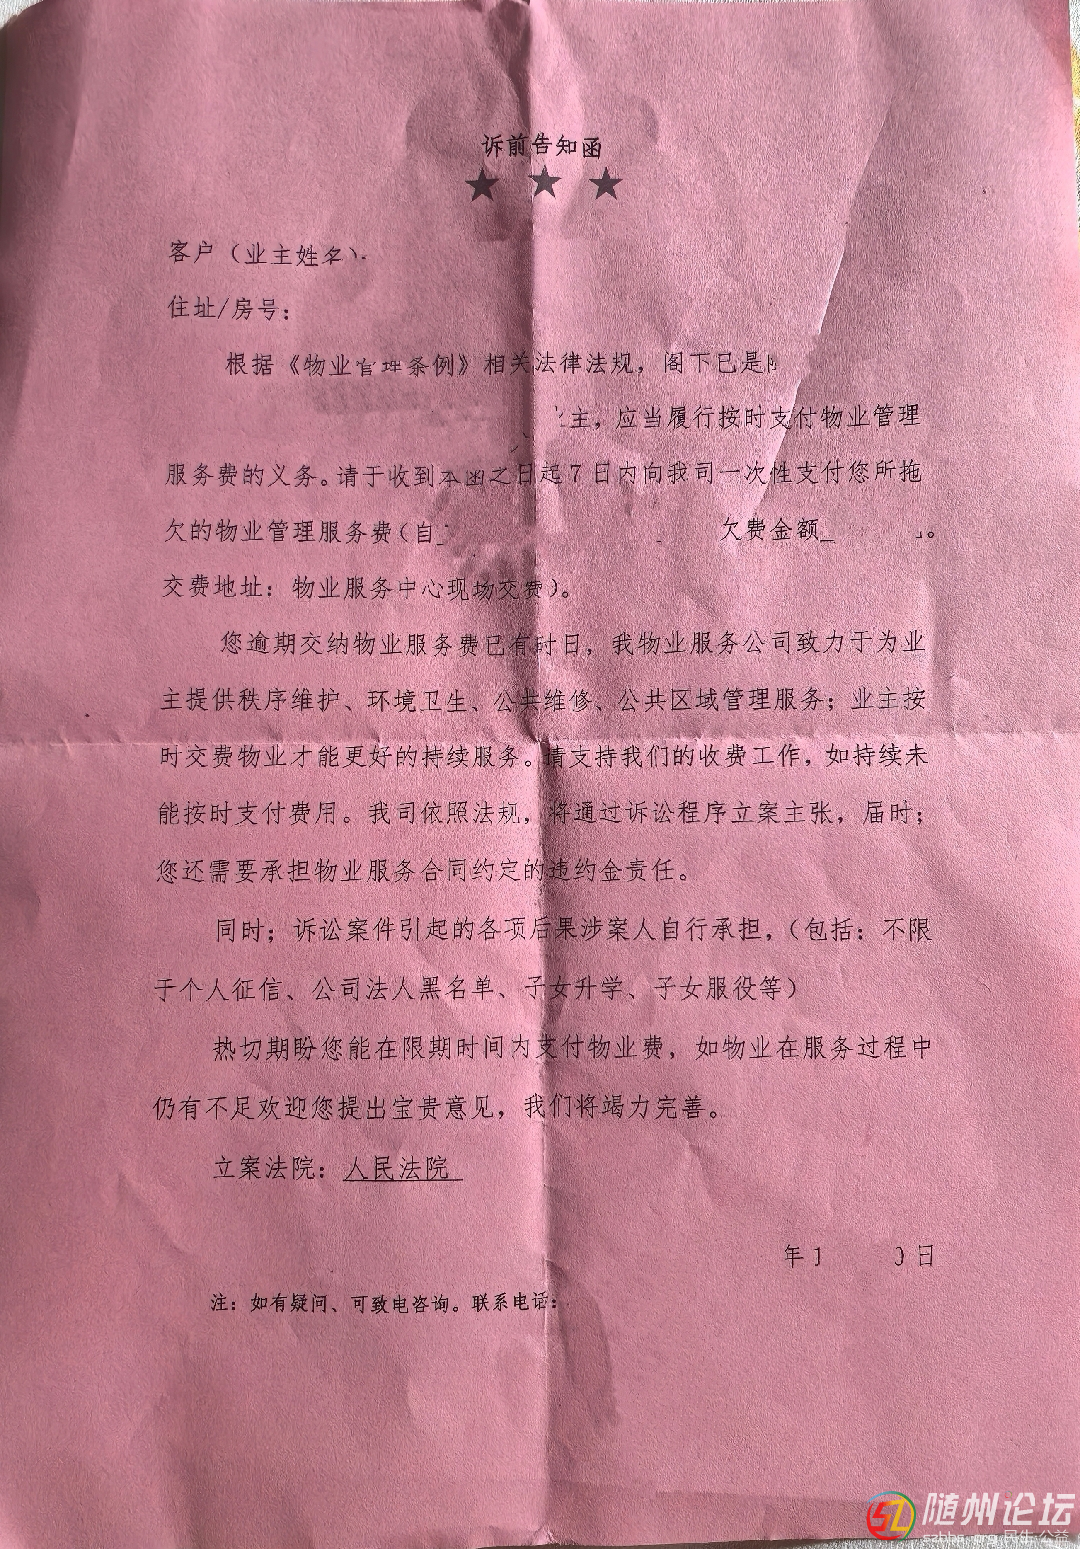 诉前告知函
★ ★ ★
客户（业主姓名）
住址/房号：
根据《物业管理条例》相关法律法规，阁下已是
主，应当履行按时支付物业管理
服务费的义务。请于收到本函之日起7日内向我司一次性支付您所拖
欠的物业管理服务费（自 欠费金额 。
交费地址：物业服务中心现场交费）。
您逾期交纳物业服务费已有时日，我物业服务公司致力于为业
主提供秩序维护、环境卫生、公共维修、公共区域管理服务；业主按
时交费物业才能更好的持续服务。请支持我们的收费工作，如持续未
能按时支付费用。我司依照法规，将通过诉讼程序立案主张，届时；
您还需要承担物业服务合同约定的违约金责任。
同时；诉讼案件引起的各项后果涉案人自行承担，（包括：不限
于个人征信、公司法人黑名单、子女升学、子女服役等）
热切期盼您能在限期时间内支付物业费，如物业在服务过程中
仍有不足欢迎您提出宝贵意见，我们将竭力完善。
立案法院：人民法院
年 日
注：如有疑问、可致电咨询。联系电话：
随州论坛
szbbs.org 民生公益